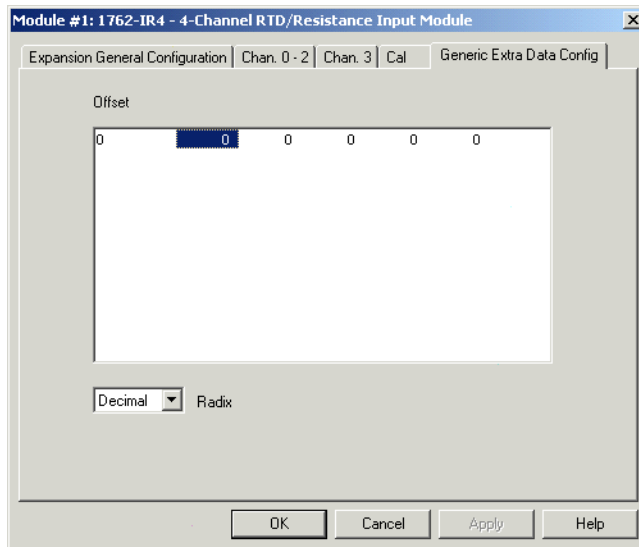 Module #1: 1762-IR4 - 4-Channel RTD/Resistance Input Module
Expansion General Configuration Chan. 0 - 2 Chan. 3 Cal Generic Extra Data Config
Offset
0 0 0 0 0 0
Decimal Radix
OK Cancel Apply Help